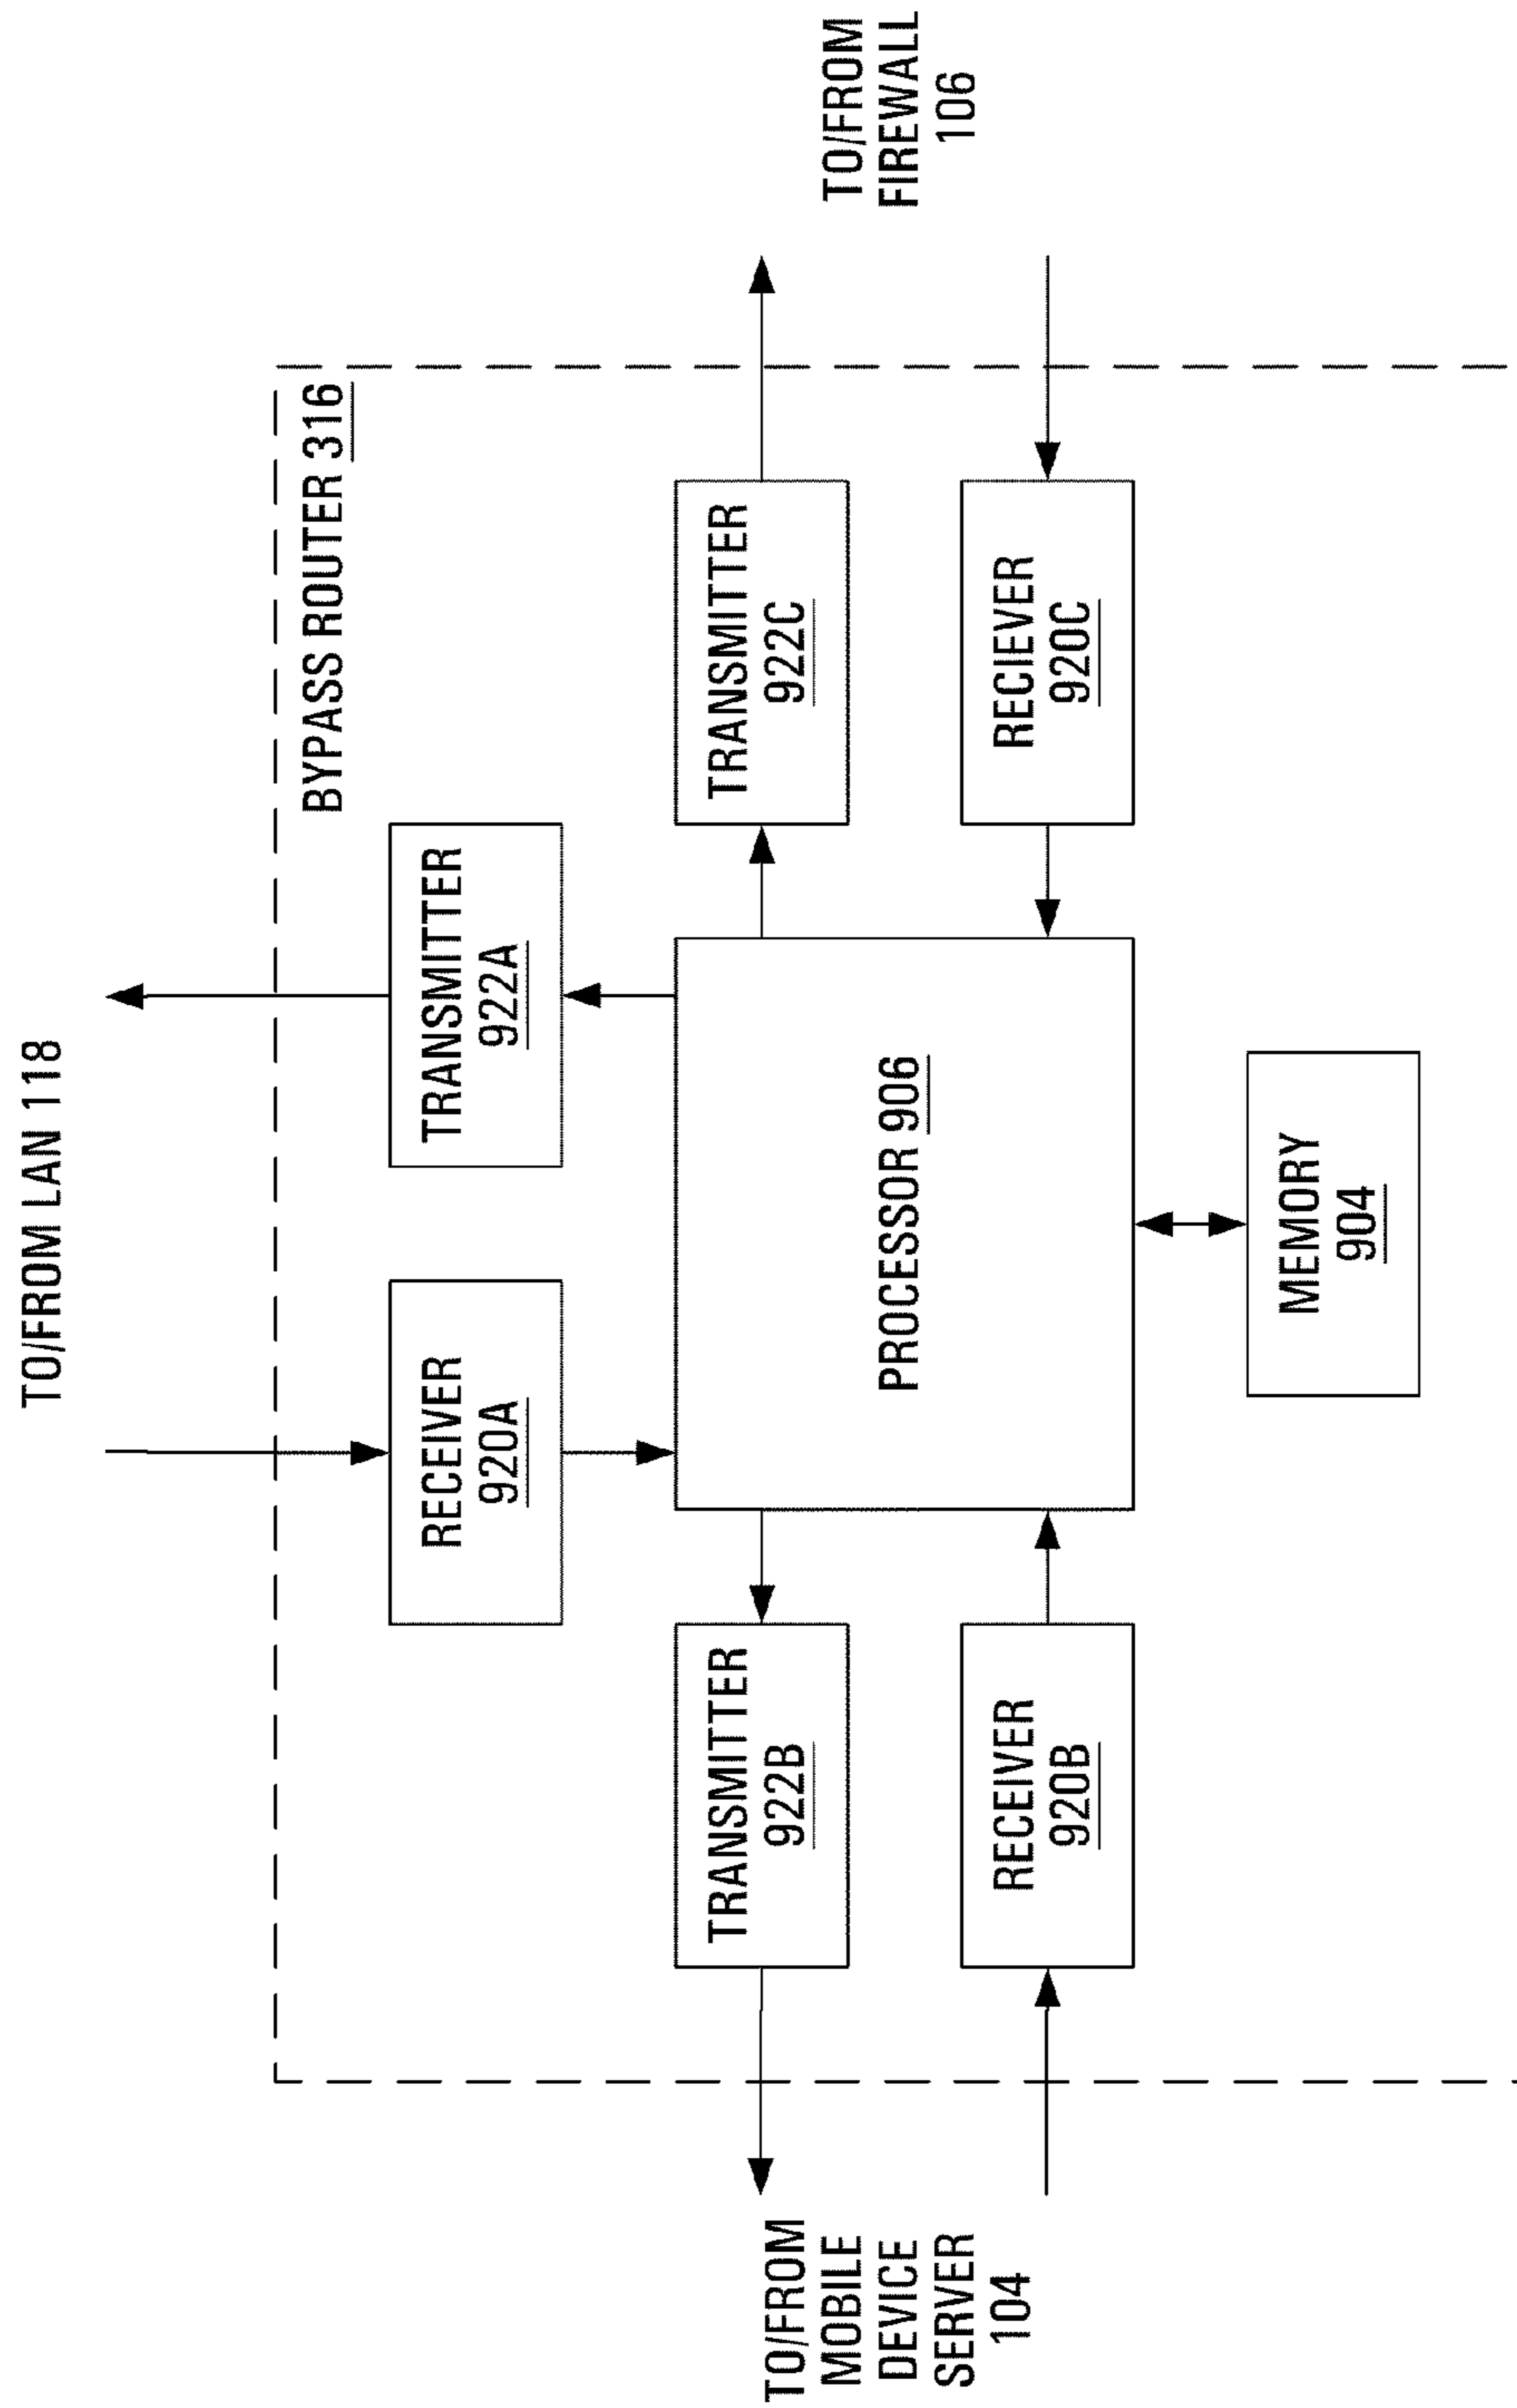 TO/FROM LAN 118
BYPASS ROUTER 316
RECEIVER
920A
TRANSMITTER
922A
TRANSMITTER
922B
TRANSMITTER
922C
TO/FROM
MOBILE
DEVICE
SERVER
104
TO/FROM
FIREWALL
106
PROCESSOR 906
RECEIVER
920B
RECIEVER
920C
MEMORY
904